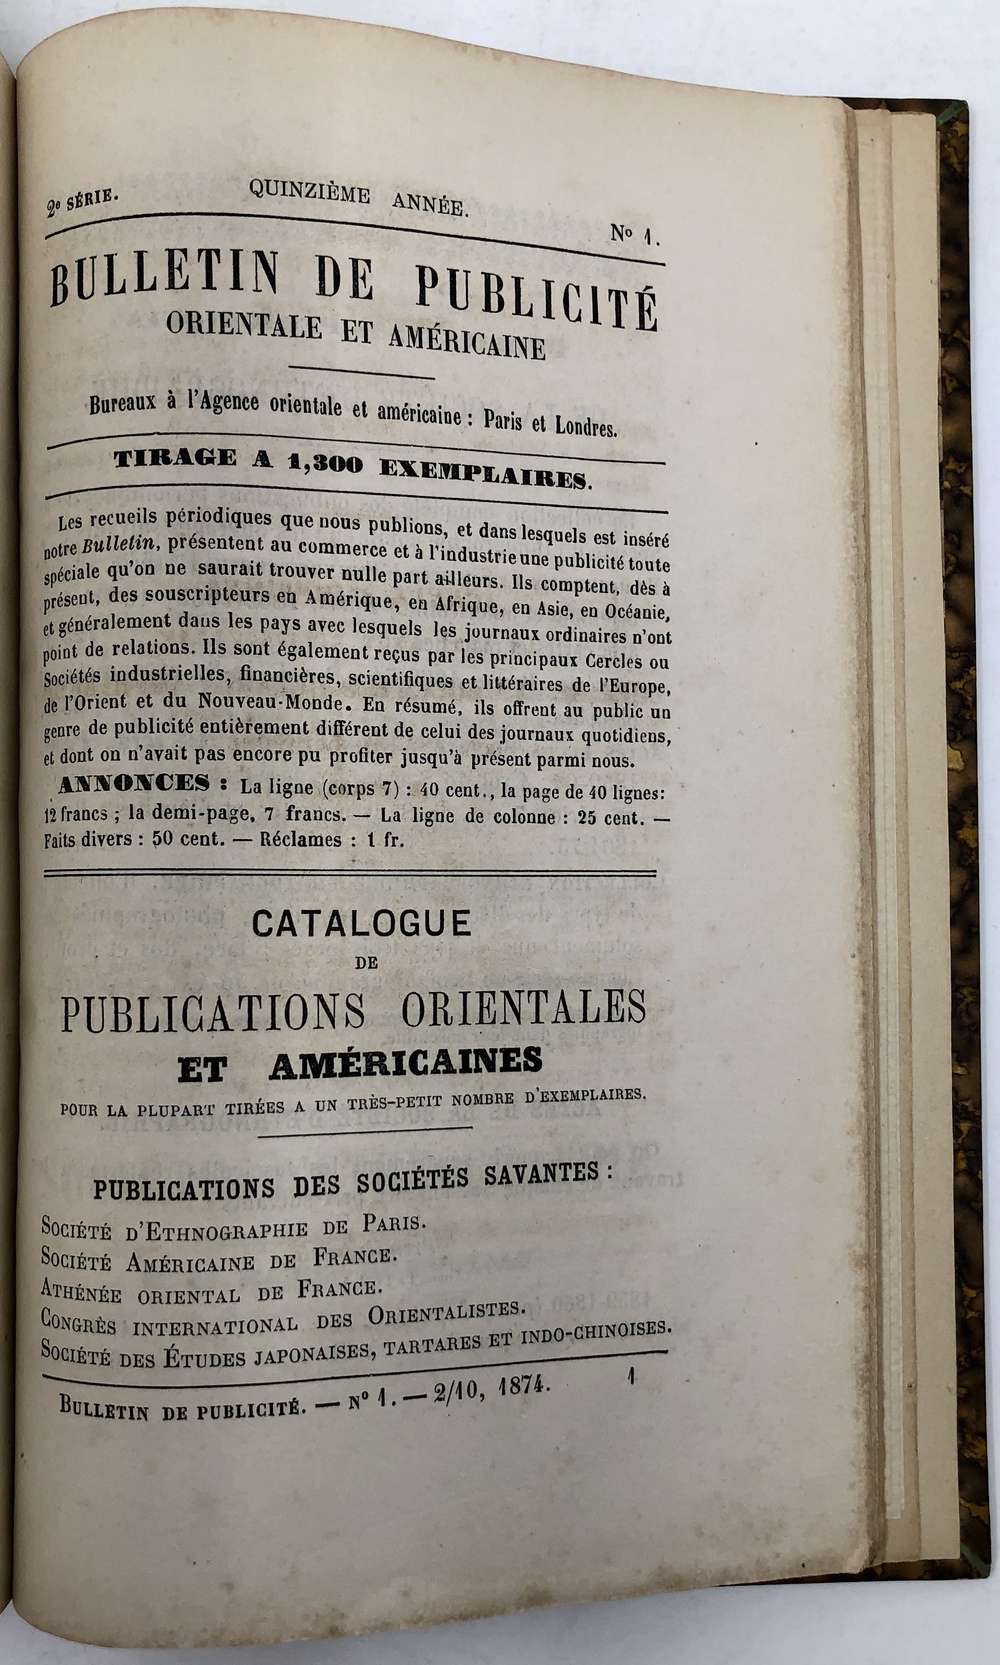 2e SÉRIE.
QUINZIÈME ANNÉE.
No 1.
BULLETIN DE PUBLICITÉ
ORIENTALE ET AMÉRICAINE
Bureaux à l'Agence orientale et américaine : Paris et Londres.
TIRAGE A 1,300 EXEMPLAIRES.
Les recueils périodiques que nous publions, et dans lesquels est inséré
notre Bulletin, présentent au commerce et à l'industrie une publicité toute
spéciale qu'on ne saurait trouver nulle part ailleurs. Ils comptent, dès à
présent, des souscripteurs en Amérique, en Afrique, en Asie, en Océanie,
et généralement dans les pays avec lesquels les journaux ordinaires n'ont
point de relations. Ils sont également reçus par les principaux Cercles ou
Sociétés industrielles, financières, scientifiques et littéraires de l'Europe,
de l'Orient et du Nouveau-Monde. En résumé, ils offrent au public un
genre de publicité entièrement différent de celui des journaux quotidiens,
et dont on n'avait pas encore pu profiter jusqu'à présent parmi nous.
ANNONCES : La ligne (corps 7) : 40 cent., la page de 40 lignes:
12 francs ; la demi-page, 7 francs. — La ligne de colonne : 25 cent. —
Faits divers : 50 cent. — Réclames : 1 fr.
CATALOGUE
DE
PUBLICATIONS ORIENTALES
ET AMÉRICAINES
POUR LA PLUPART TIRÉES A UN TRÈS-PETIT NOMBRE D'EXEMPLAIRES.
PUBLICATIONS DES SOCIÉTÉS SAVANTES :
SOCIÉTÉ D'ETHNOGRAPHIE DE PARIS.
SOCIÉTÉ AMÉRICAINE DE FRANCE.
ATHÉNÉE ORIENTAL DE FRANCE.
CONGRÈS INTERNATIONAL DES ORIENTALISTES.
SOCIÉTÉ DES ÉTUDES JAPONAISES, TARTARES ET INDO-CHINOISES.
BULLETIN DE PUBLICITÉ. — No 1. — 2/10, 1874. 1